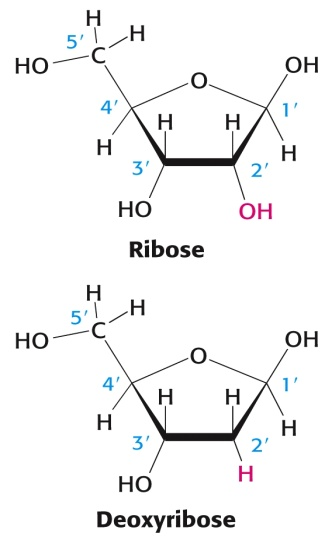 H
5′ H
HO C O OH
4′ 1′
H H H H
3′ 2′
HO OH
Ribose
H
5′ H
HO C O OH
4′ 1′
H H H H
3′ 2′
HO H
Deoxyribose